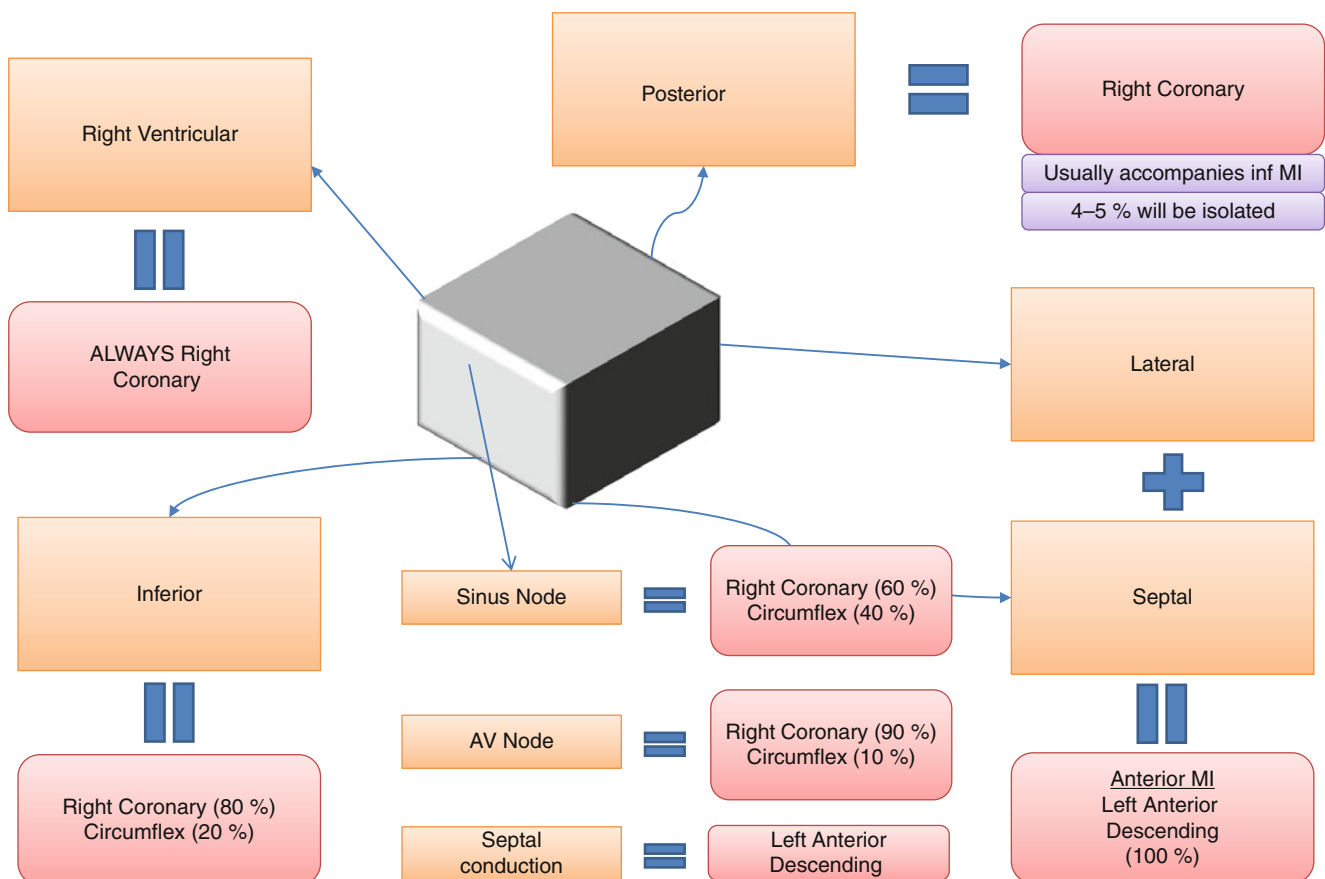 Posterior
Right Coronary
Usually accompanies inf MI
4–5 % will be isolated
Right Ventricular
ALWAYS Right
Coronary
Lateral
Inferior
Sinus Node
Right Coronary (60 %)
Circumflex (40 %)
Septal
AV Node
Right Coronary (90 %)
Circumflex (10 %)
Right Coronary (80 %)
Circumflex (20 %)
Septal
conduction
Left Anterior
Descending
Anterior MI
Left Anterior
Descending
(100 %)